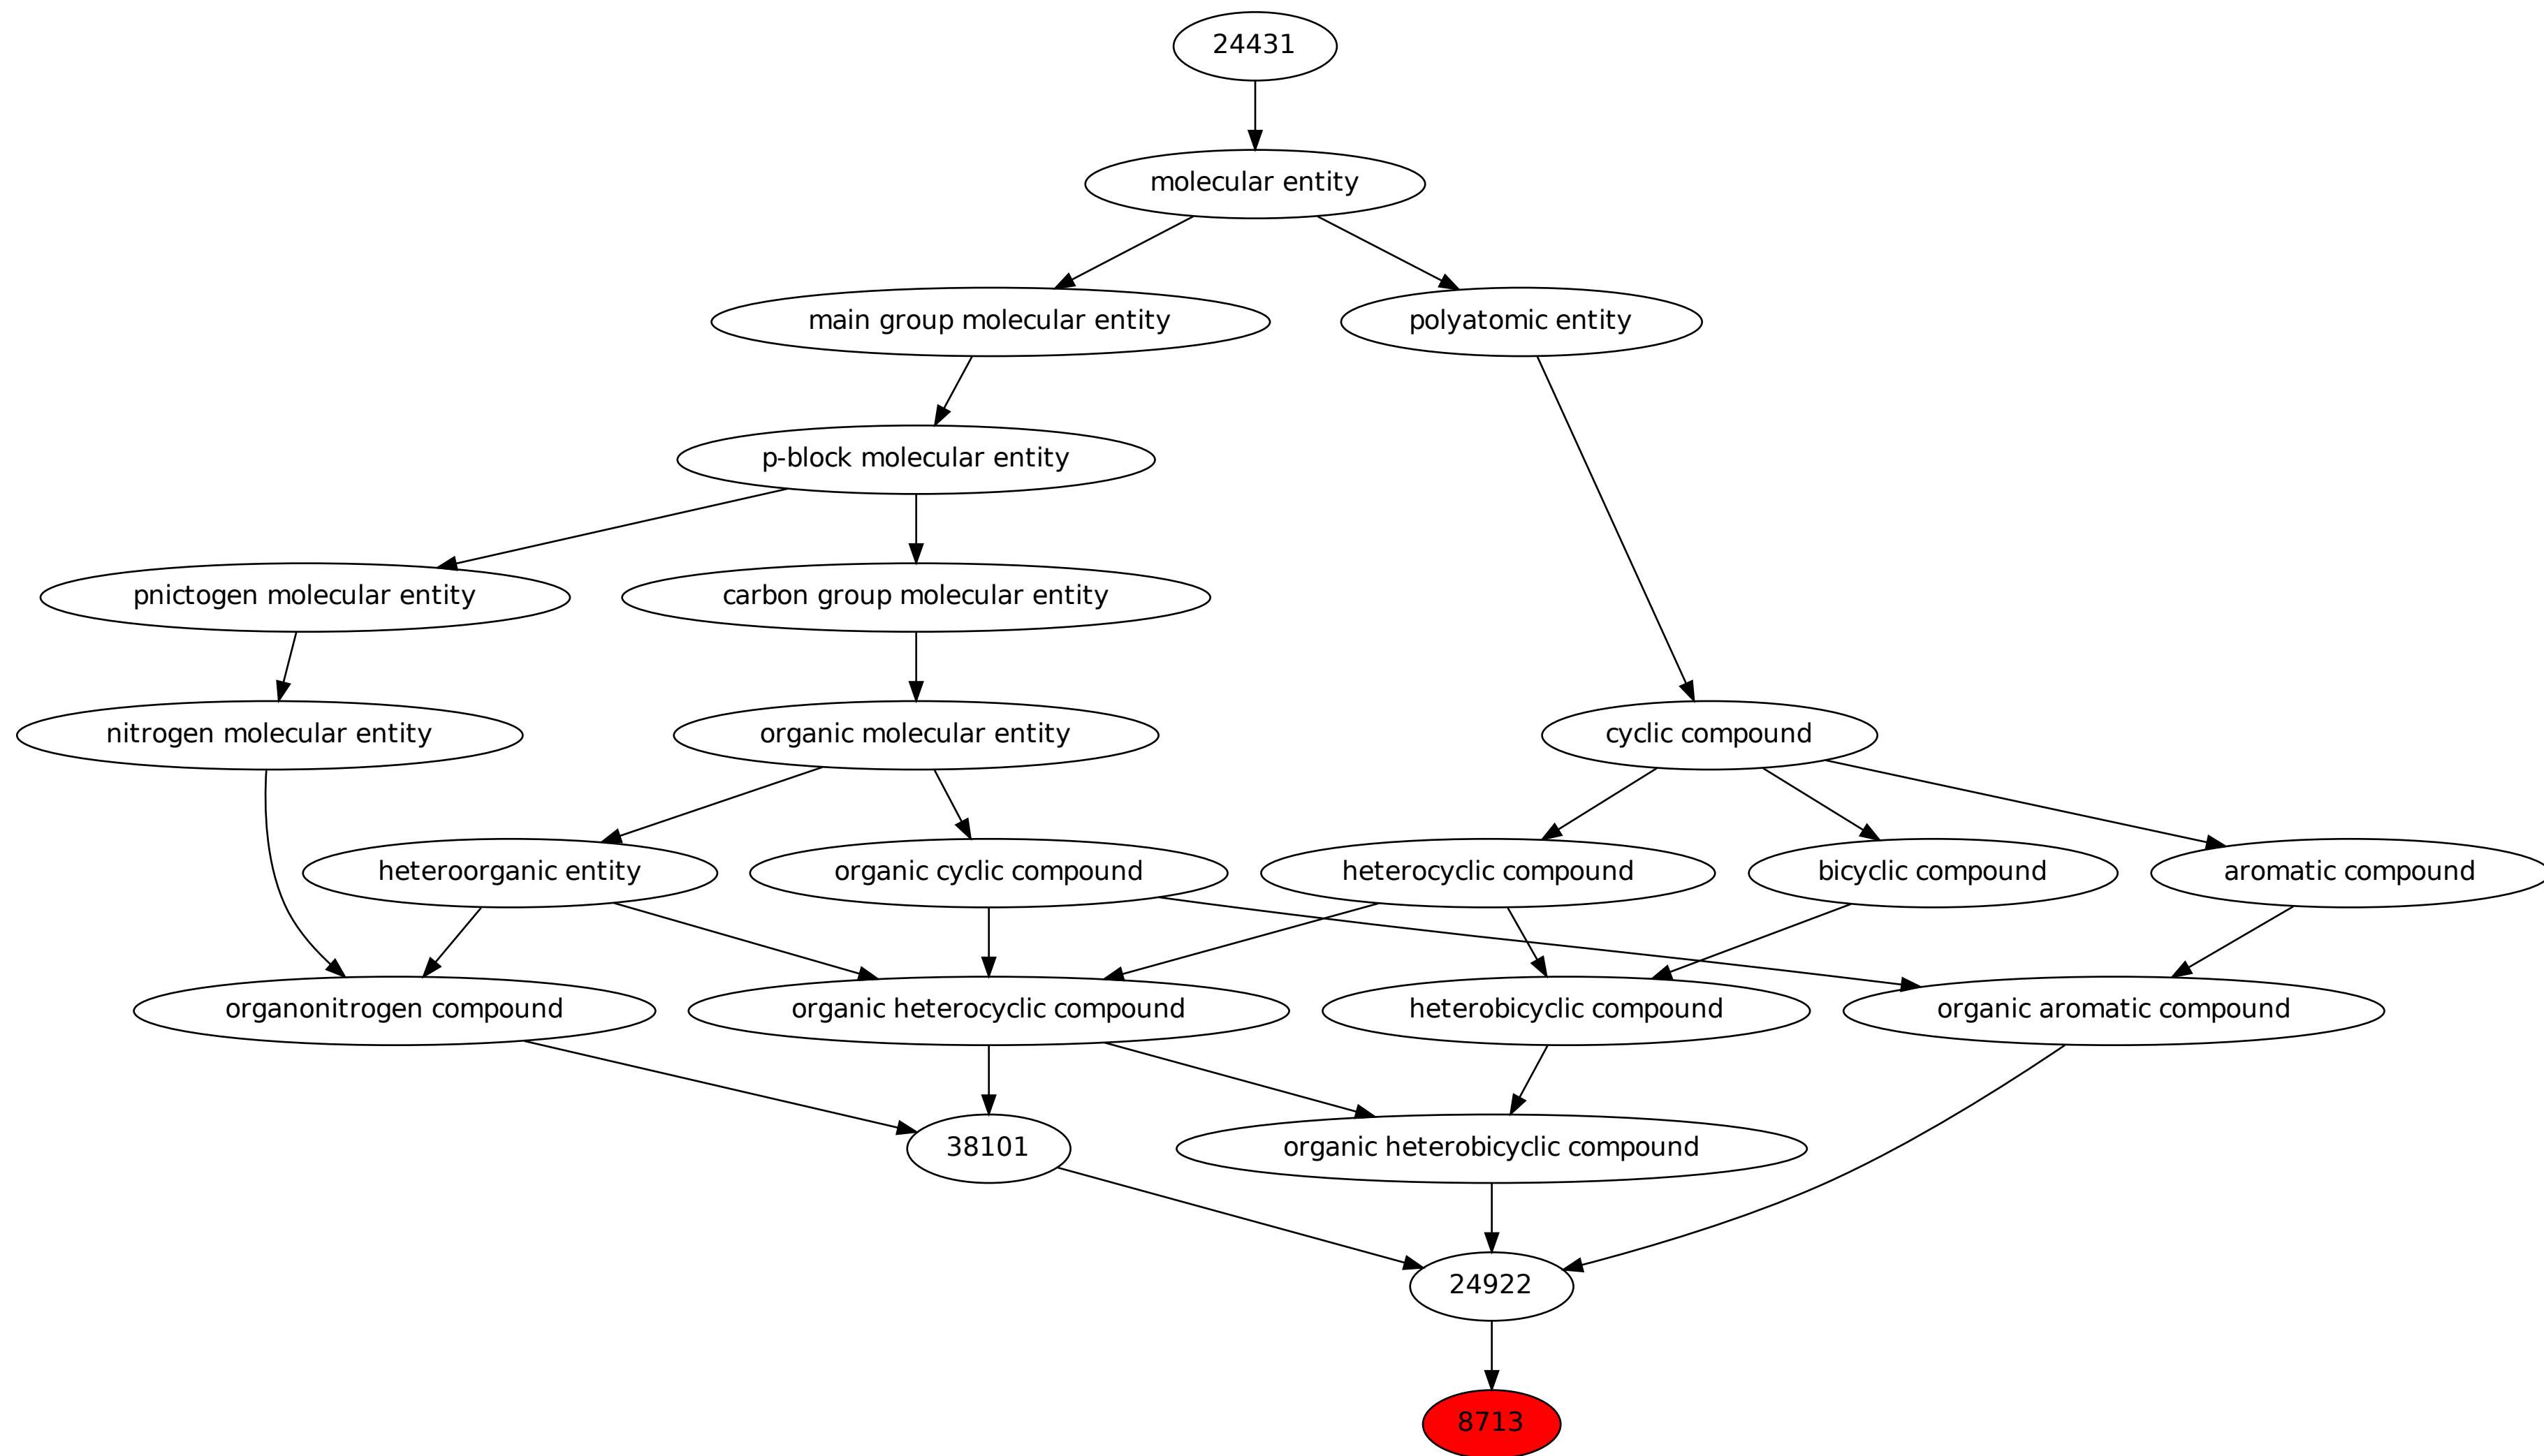 24431
molecular entity
main group molecular entity
polyatomic entity
p-block molecular entity
pnictogen molecular entity
carbon group molecular entity
nitrogen molecular entity
organic molecular entity
cyclic compound
heteroorganic entity
organic cyclic compound
heterocyclic compound
bicyclic compound
aromatic compound
organonitrogen compound
organic heterocyclic compound
heterobicyclic compound
organic aromatic compound
38101
organic heterobicyclic compound
24922
8713